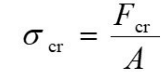 σ_cr = F_cr / A